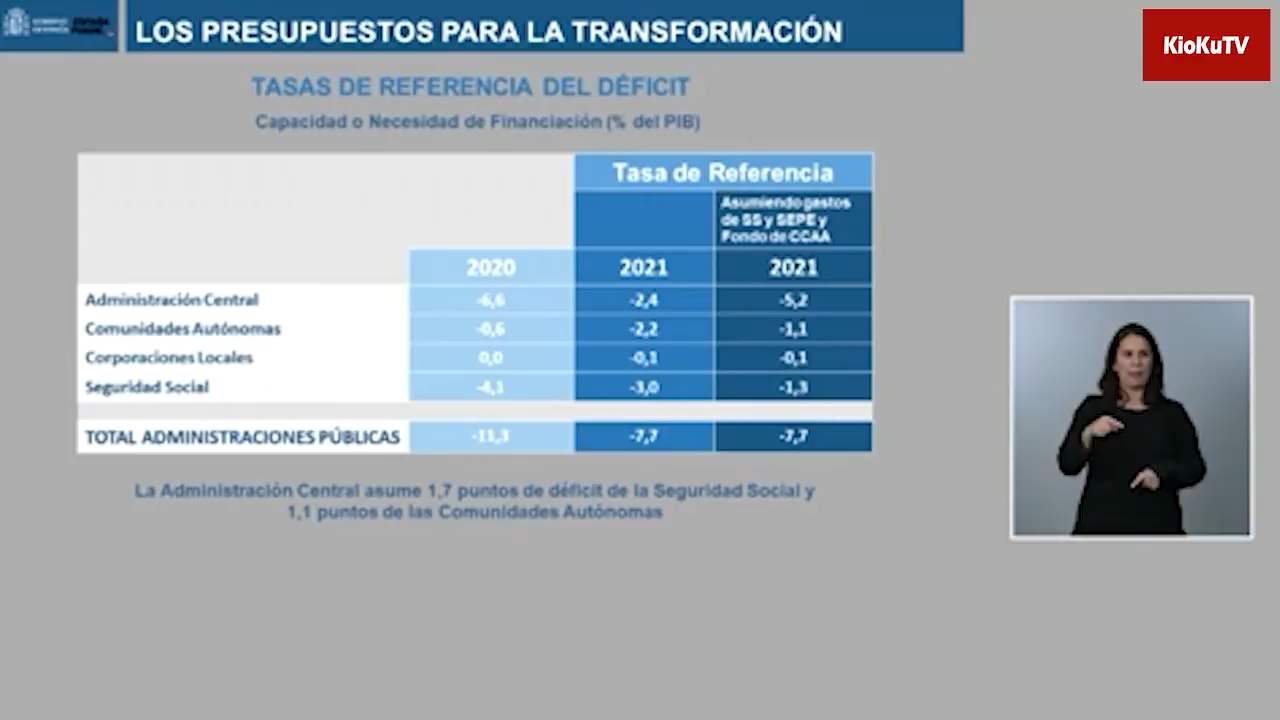 LOS PRESUPUESTOS PARA LA TRANSFORMACIÓN
KioKuTV
TASAS DE REFERENCIA DEL DÉFICIT
Capacidad o Necesidad de Financiación (% del PIB)
Tasa de Referencia
Asumiendo gastos
de SS y SEPE y
Fondo de CCAA
2020 2021 2021
Administración Central -6,6 -2,4 -5,2
Comunidades Autónomas -0,6 -2,2 -1,1
Corporaciones Locales 0,0 -0,1 -0,1
Seguridad Social -4,1 -3,0 -1,3
TOTAL ADMINISTRACIONES PÚBLICAS -11,3 -7,7 -7,7
La Administración Central asume 1,7 puntos de déficit de la Seguridad Social y
1,1 puntos de las Comunidades Autónomas